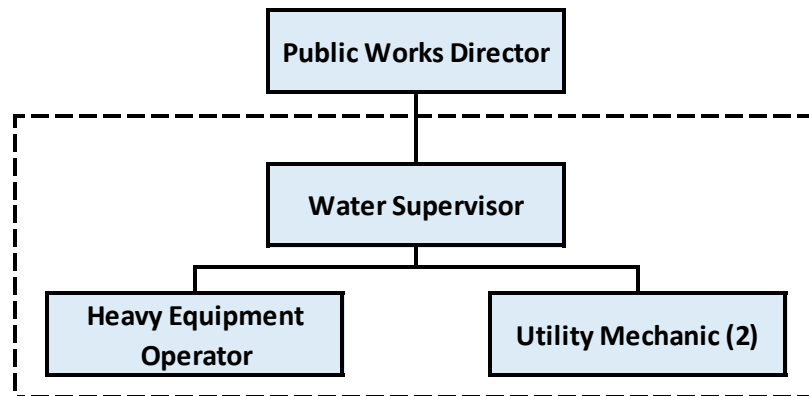 Public Works Director
Water Supervisor
Heavy Equipment
Operator
Utility Mechanic (2)